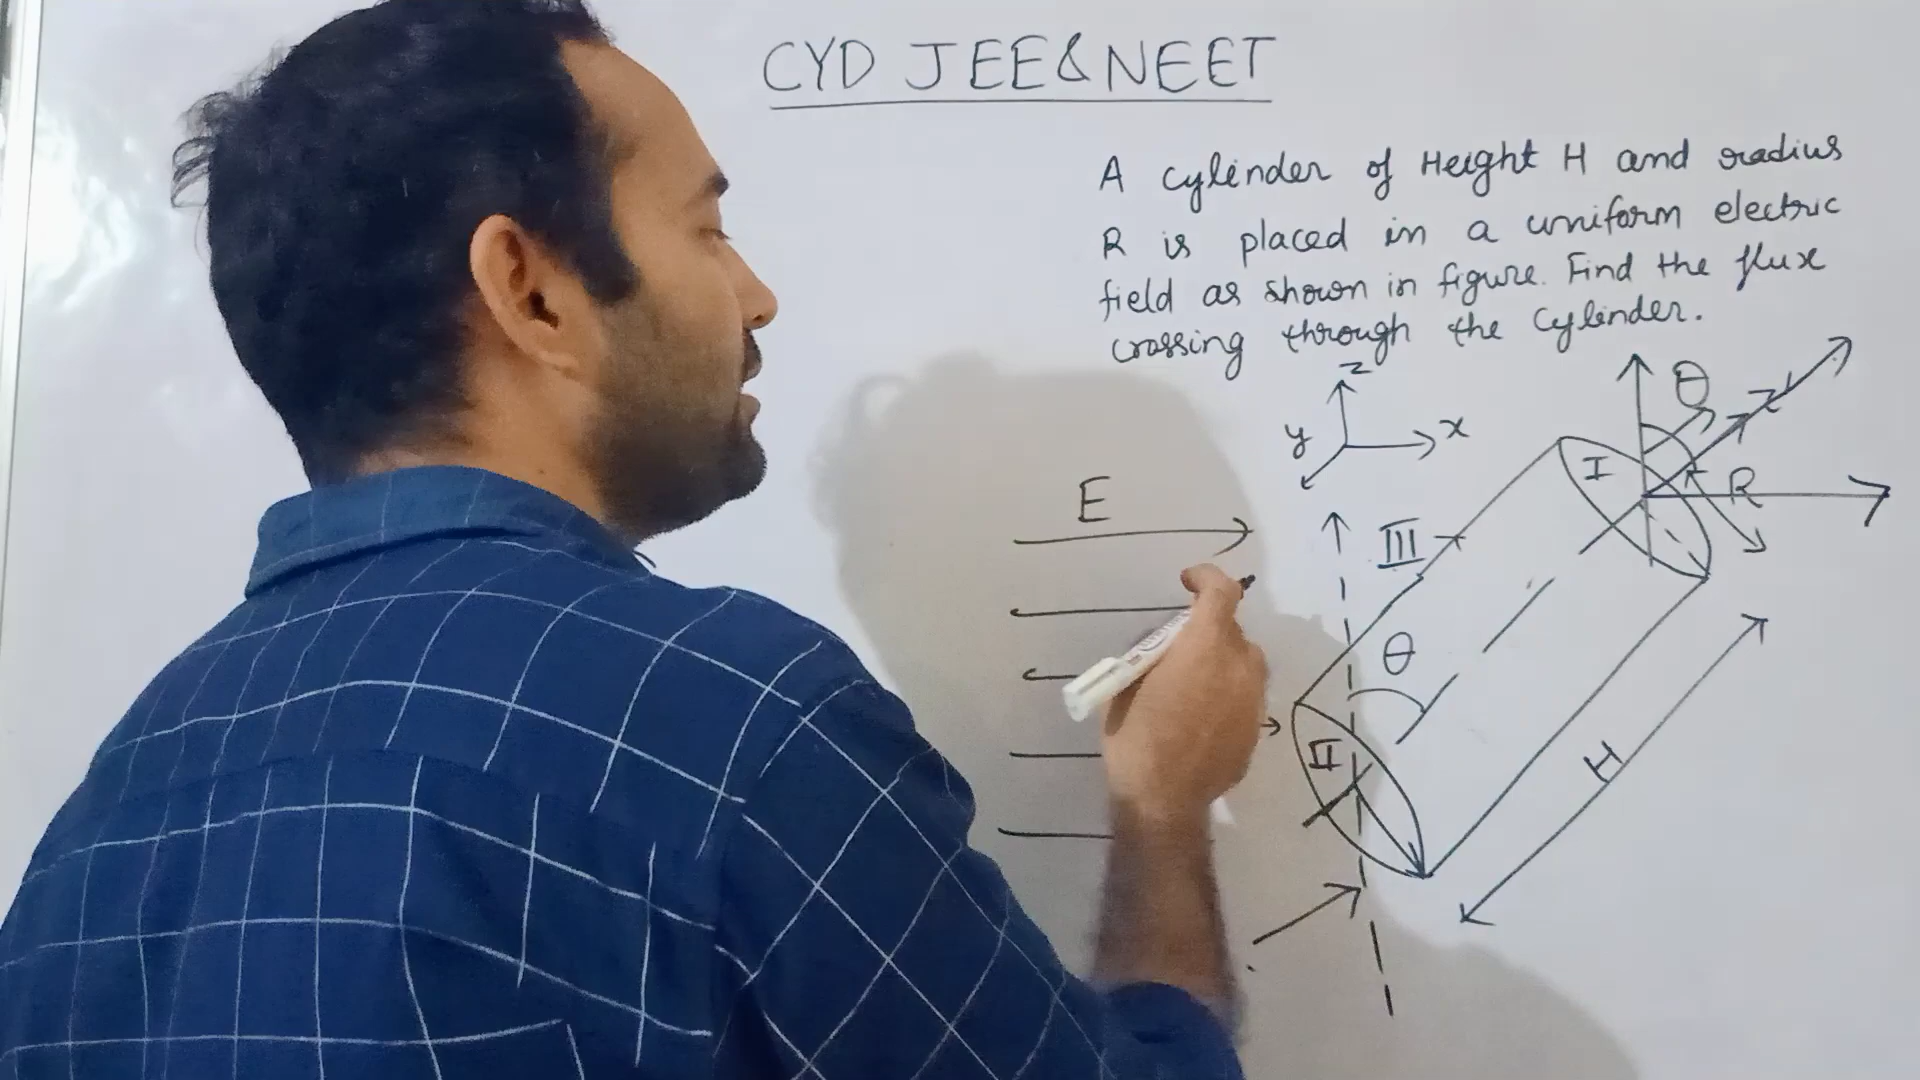 CYD JEE&NEET
A cylinder of Height H and radius
R is placed in a uniform electric
field as shown in figure. Find the flux
crossing through the cylinder.
z
y
x
θ
I
R
E
III
θ
II
H